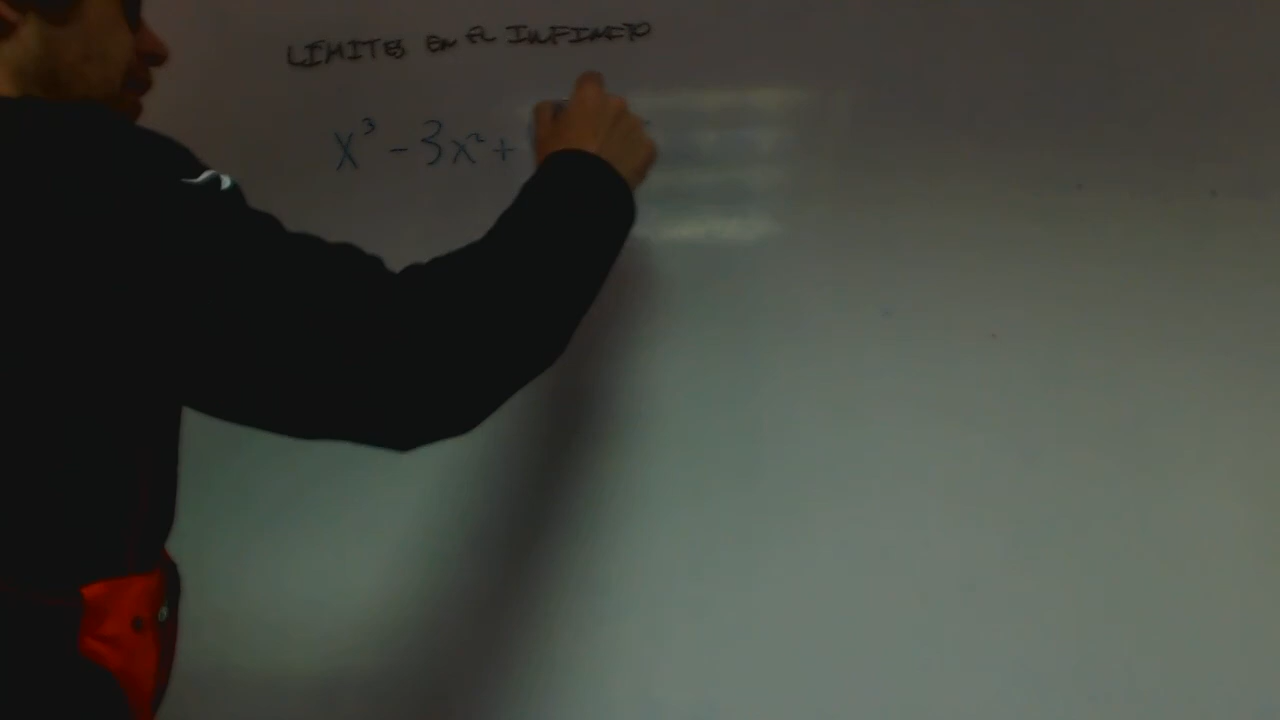 LÍMITES EN EL INFINITO
x³ - 3x² +